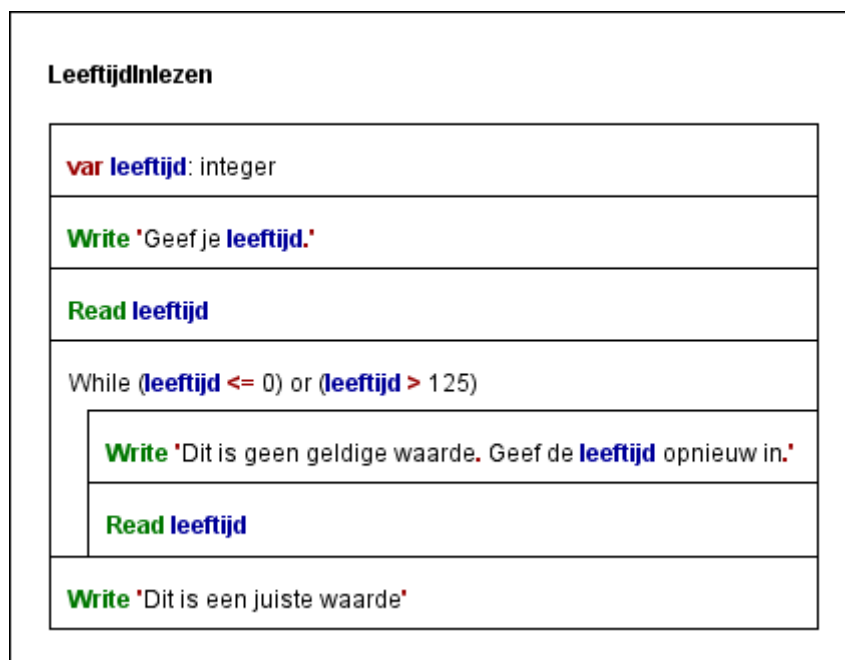 LeeftijdInlezen
var leeftijd: integer
Write 'Geef je leeftijd.'
Read leeftijd
While (leeftijd <= 0) or (leeftijd > 125)
Write 'Dit is geen geldige waarde. Geef de leeftijd opnieuw in.'
Read leeftijd
Write 'Dit is een juiste waarde'